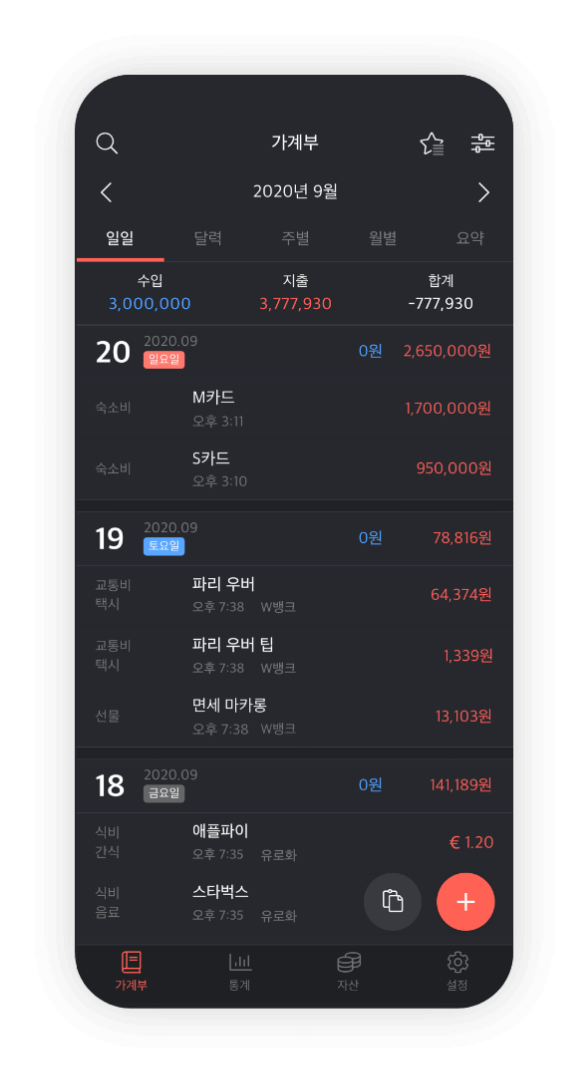 가계부
2020년 9월
일일 달력 주별 월별 요약
수입 지출 합계
3,000,000 3,777,930 -777,930
20 2020.09 일요일 0원 2,650,000원
숙소비 M카드 1,700,000원
오후 3:11
숙소비 S카드 950,000원
오후 3:10
19 2020.09 토요일 0원 78,816원
교통비 파리 우버 64,374원
택시 오후 7:38 W뱅크
교통비 파리 우버 팁 1,339원
택시 오후 7:38 W뱅크
선물 면세 마카롱 13,103원
오후 7:38 W뱅크
18 2020.09 금요일 0원 141,189원
식비 애플파이 € 1.20
간식 오후 7:35 유로화
식비 스타벅스
음료 오후 7:35 유로화
가계부 통계 자산 설정